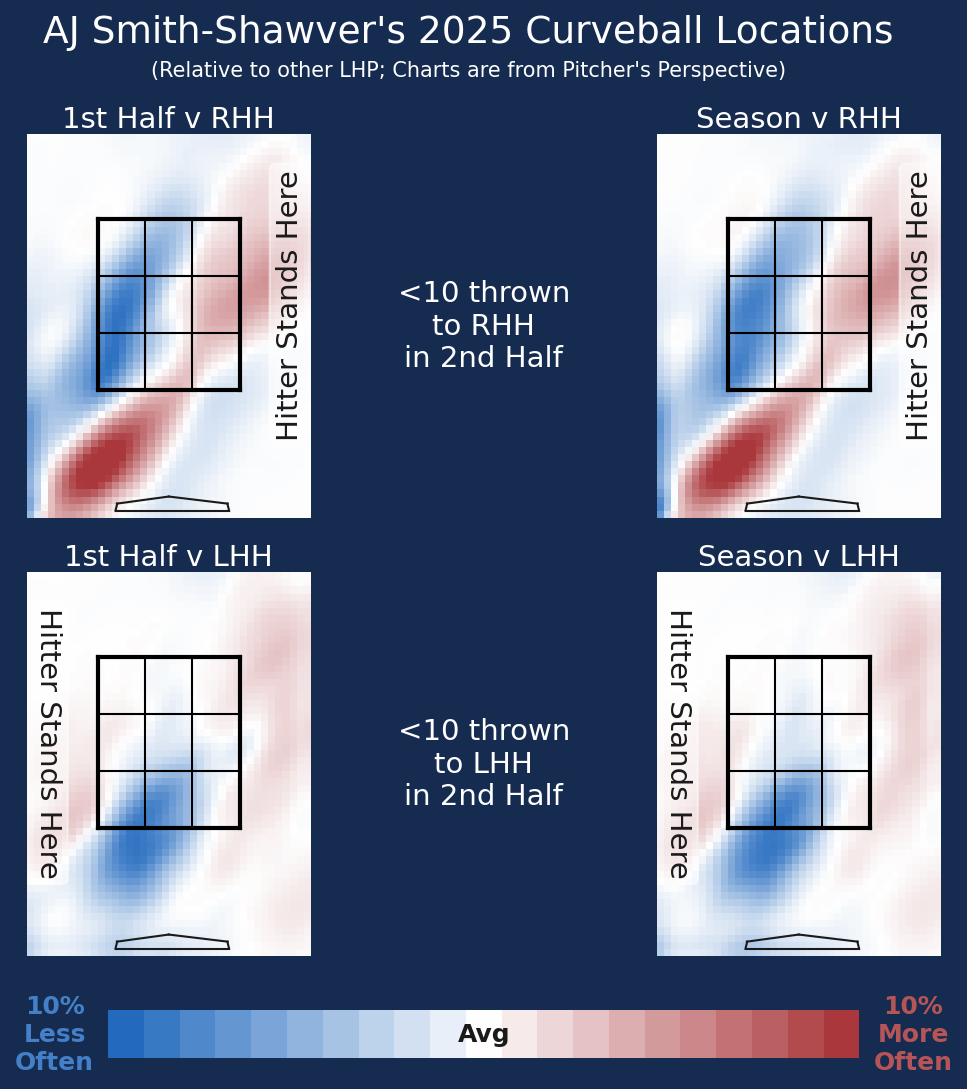 AJ Smith-Shawver's 2025 Curveball Locations
(Relative to other LHP; Charts are from Pitcher's Perspective)
1st Half v RHH
Season v RHH
Hitter Stands Here
<10 thrown
to RHH
in 2nd Half
Hitter Stands Here
1st Half v LHH
Season v LHH
Hitter Stands Here
<10 thrown
to LHH
in 2nd Half
Hitter Stands Here
10%
Less
Often
Avg
10%
More
Often